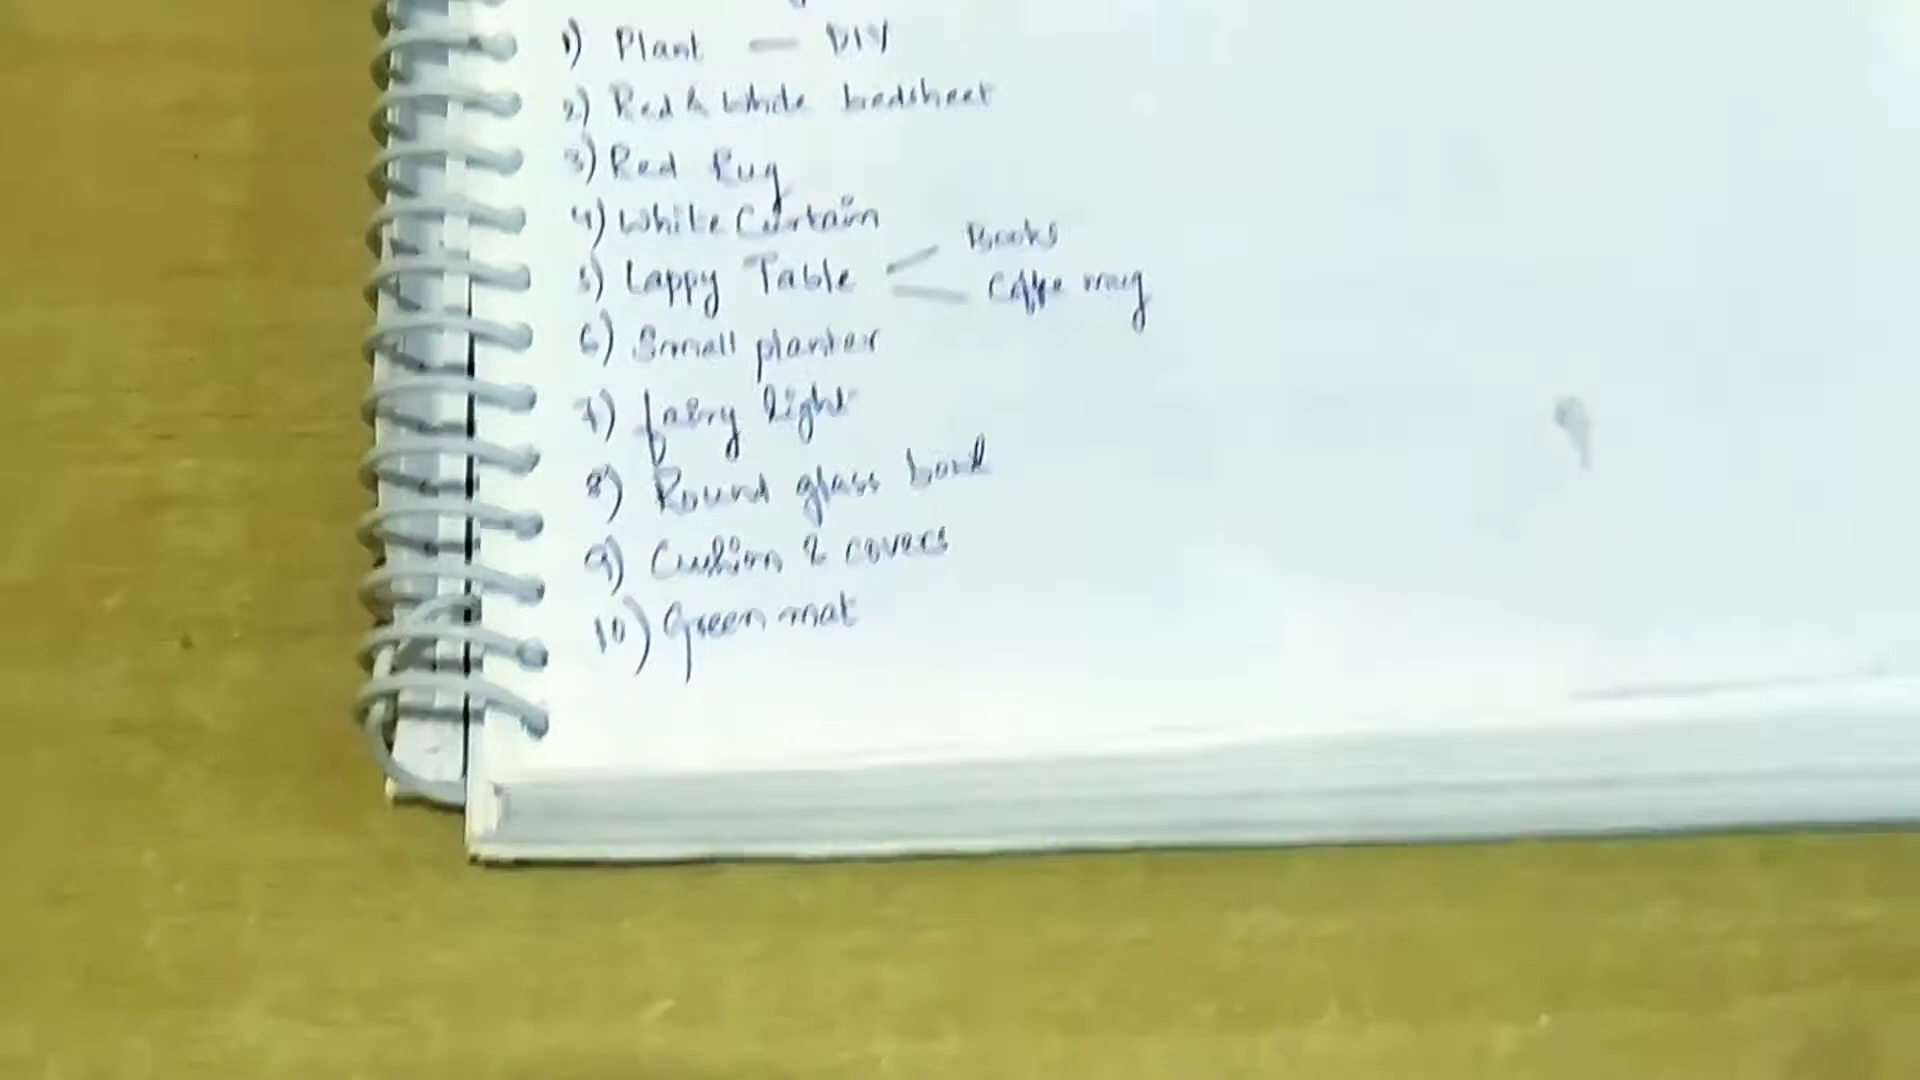 1) Plant — DIY
2) Red & White bedsheet
3) Red Rug
4) White Curtain
5) Lappy Table Books
Coffee mug
6) Small planter
7) fairy light
8) Round glass bowl
9) Cushion & covers
10) Green mat